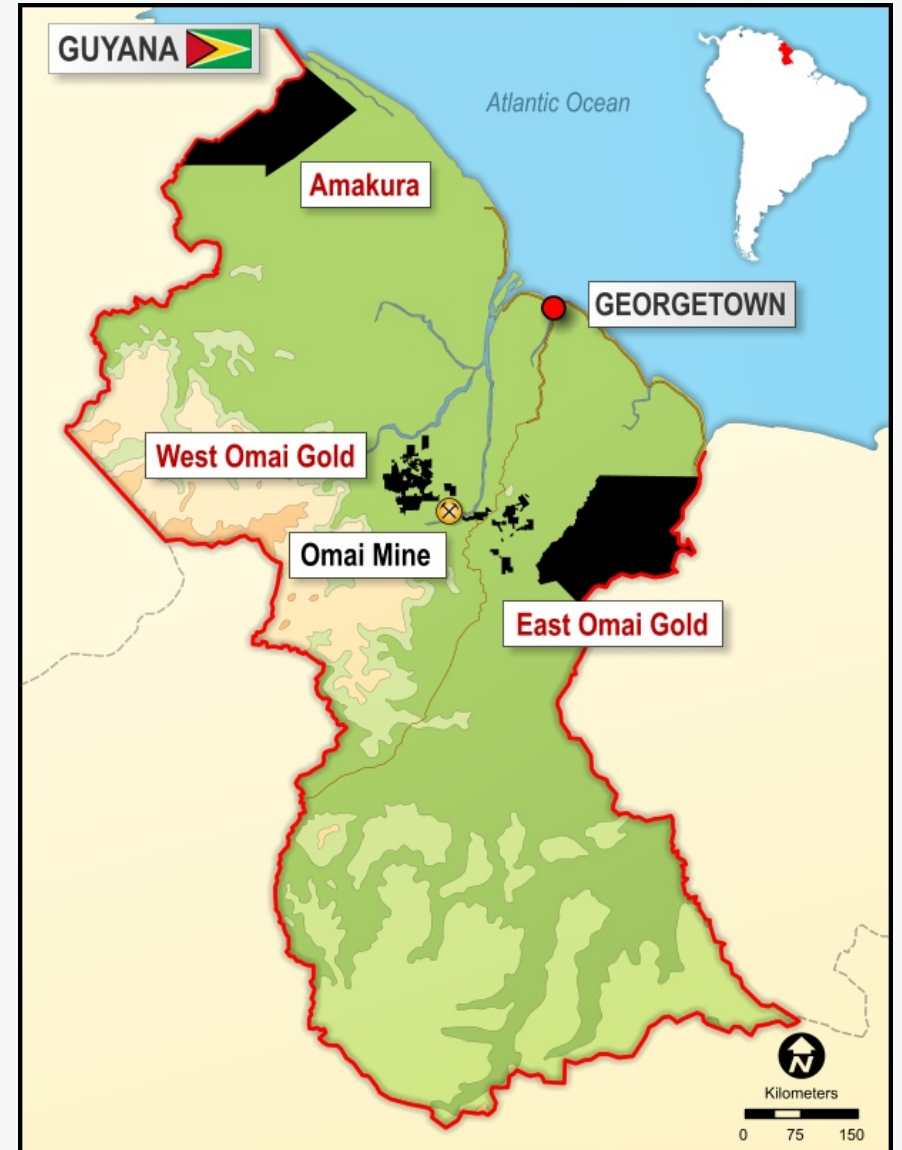 GUYANA
Atlantic Ocean
Amakura
GEORGETOWN
West Omai Gold
Omai Mine
East Omai Gold
N
Kilometers
0 75 150